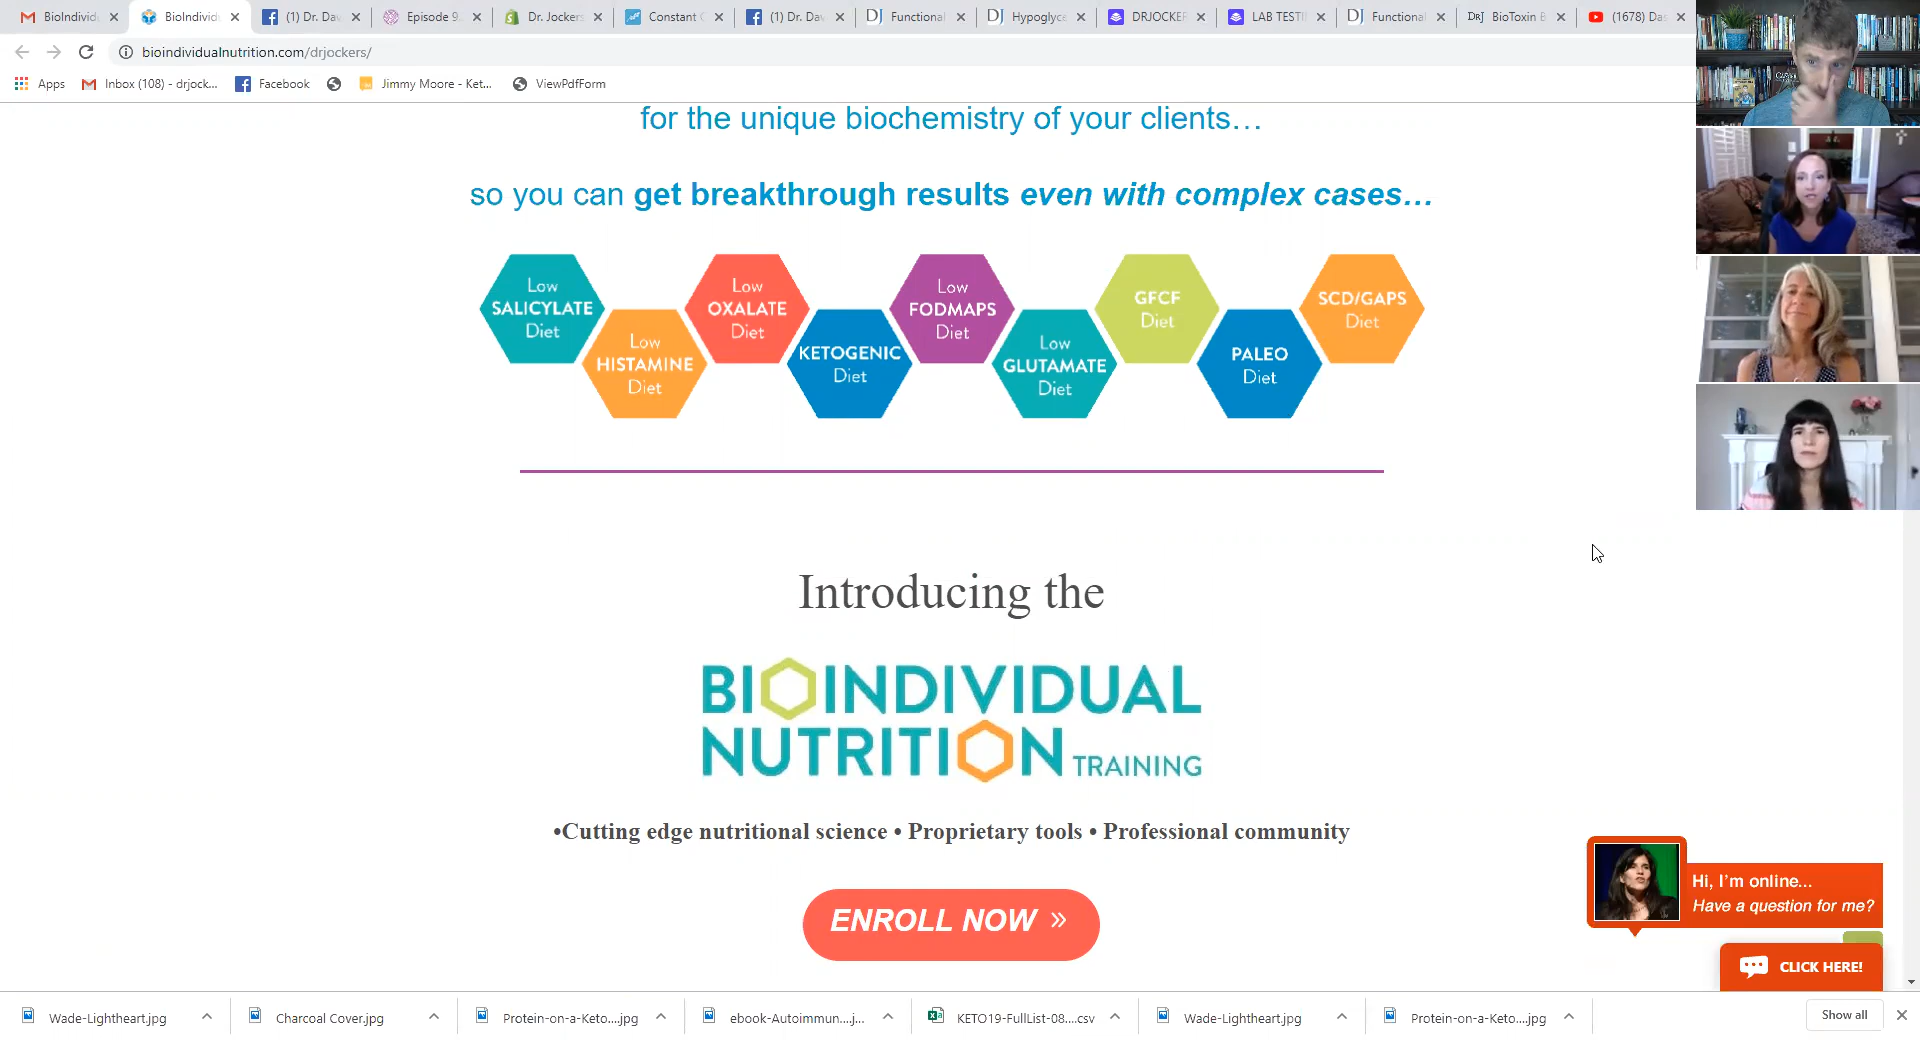 BioIndividu
BioIndividu
(1) Dr. Dav
Episode 9
Dr. Jockers
Constant C
(1) Dr. Dav
Functional
Hypoglyce
DRJOCKER
LAB TESTI
Functional
BioToxin
(1678) Das
bioindividualnutrition.com/drjockers/
Apps
Inbox (108) - drjock...
Facebook
Jimmy Moore - Ket...
ViewPdfForm
for the unique biochemistry of your clients…
so you can get breakthrough results even with complex cases…
Low
SALICYLATE
Diet
Low
HISTAMINE
Diet
Low
OXALATE
Diet
KETOGENIC
Diet
Low
FODMAPS
Diet
Low
GLUTAMATE
Diet
GFCF
Diet
PALEO
Diet
SCD/GAPS
Diet
Introducing the
BIOINDIVIDUAL
NUTRITION TRAINING
•Cutting edge nutritional science • Proprietary tools • Professional community
ENROLL NOW »
Hi, I'm online...
Have a question for me?
CLICK HERE!
Wade-Lightheart.jpg
Charcoal Cover.jpg
Protein-on-a-Keto....jpg
ebook-Autoimmun....j...
KETO19-FullList-08....csv
Wade-Lightheart.jpg
Protein-on-a-Keto....jpg
Show all